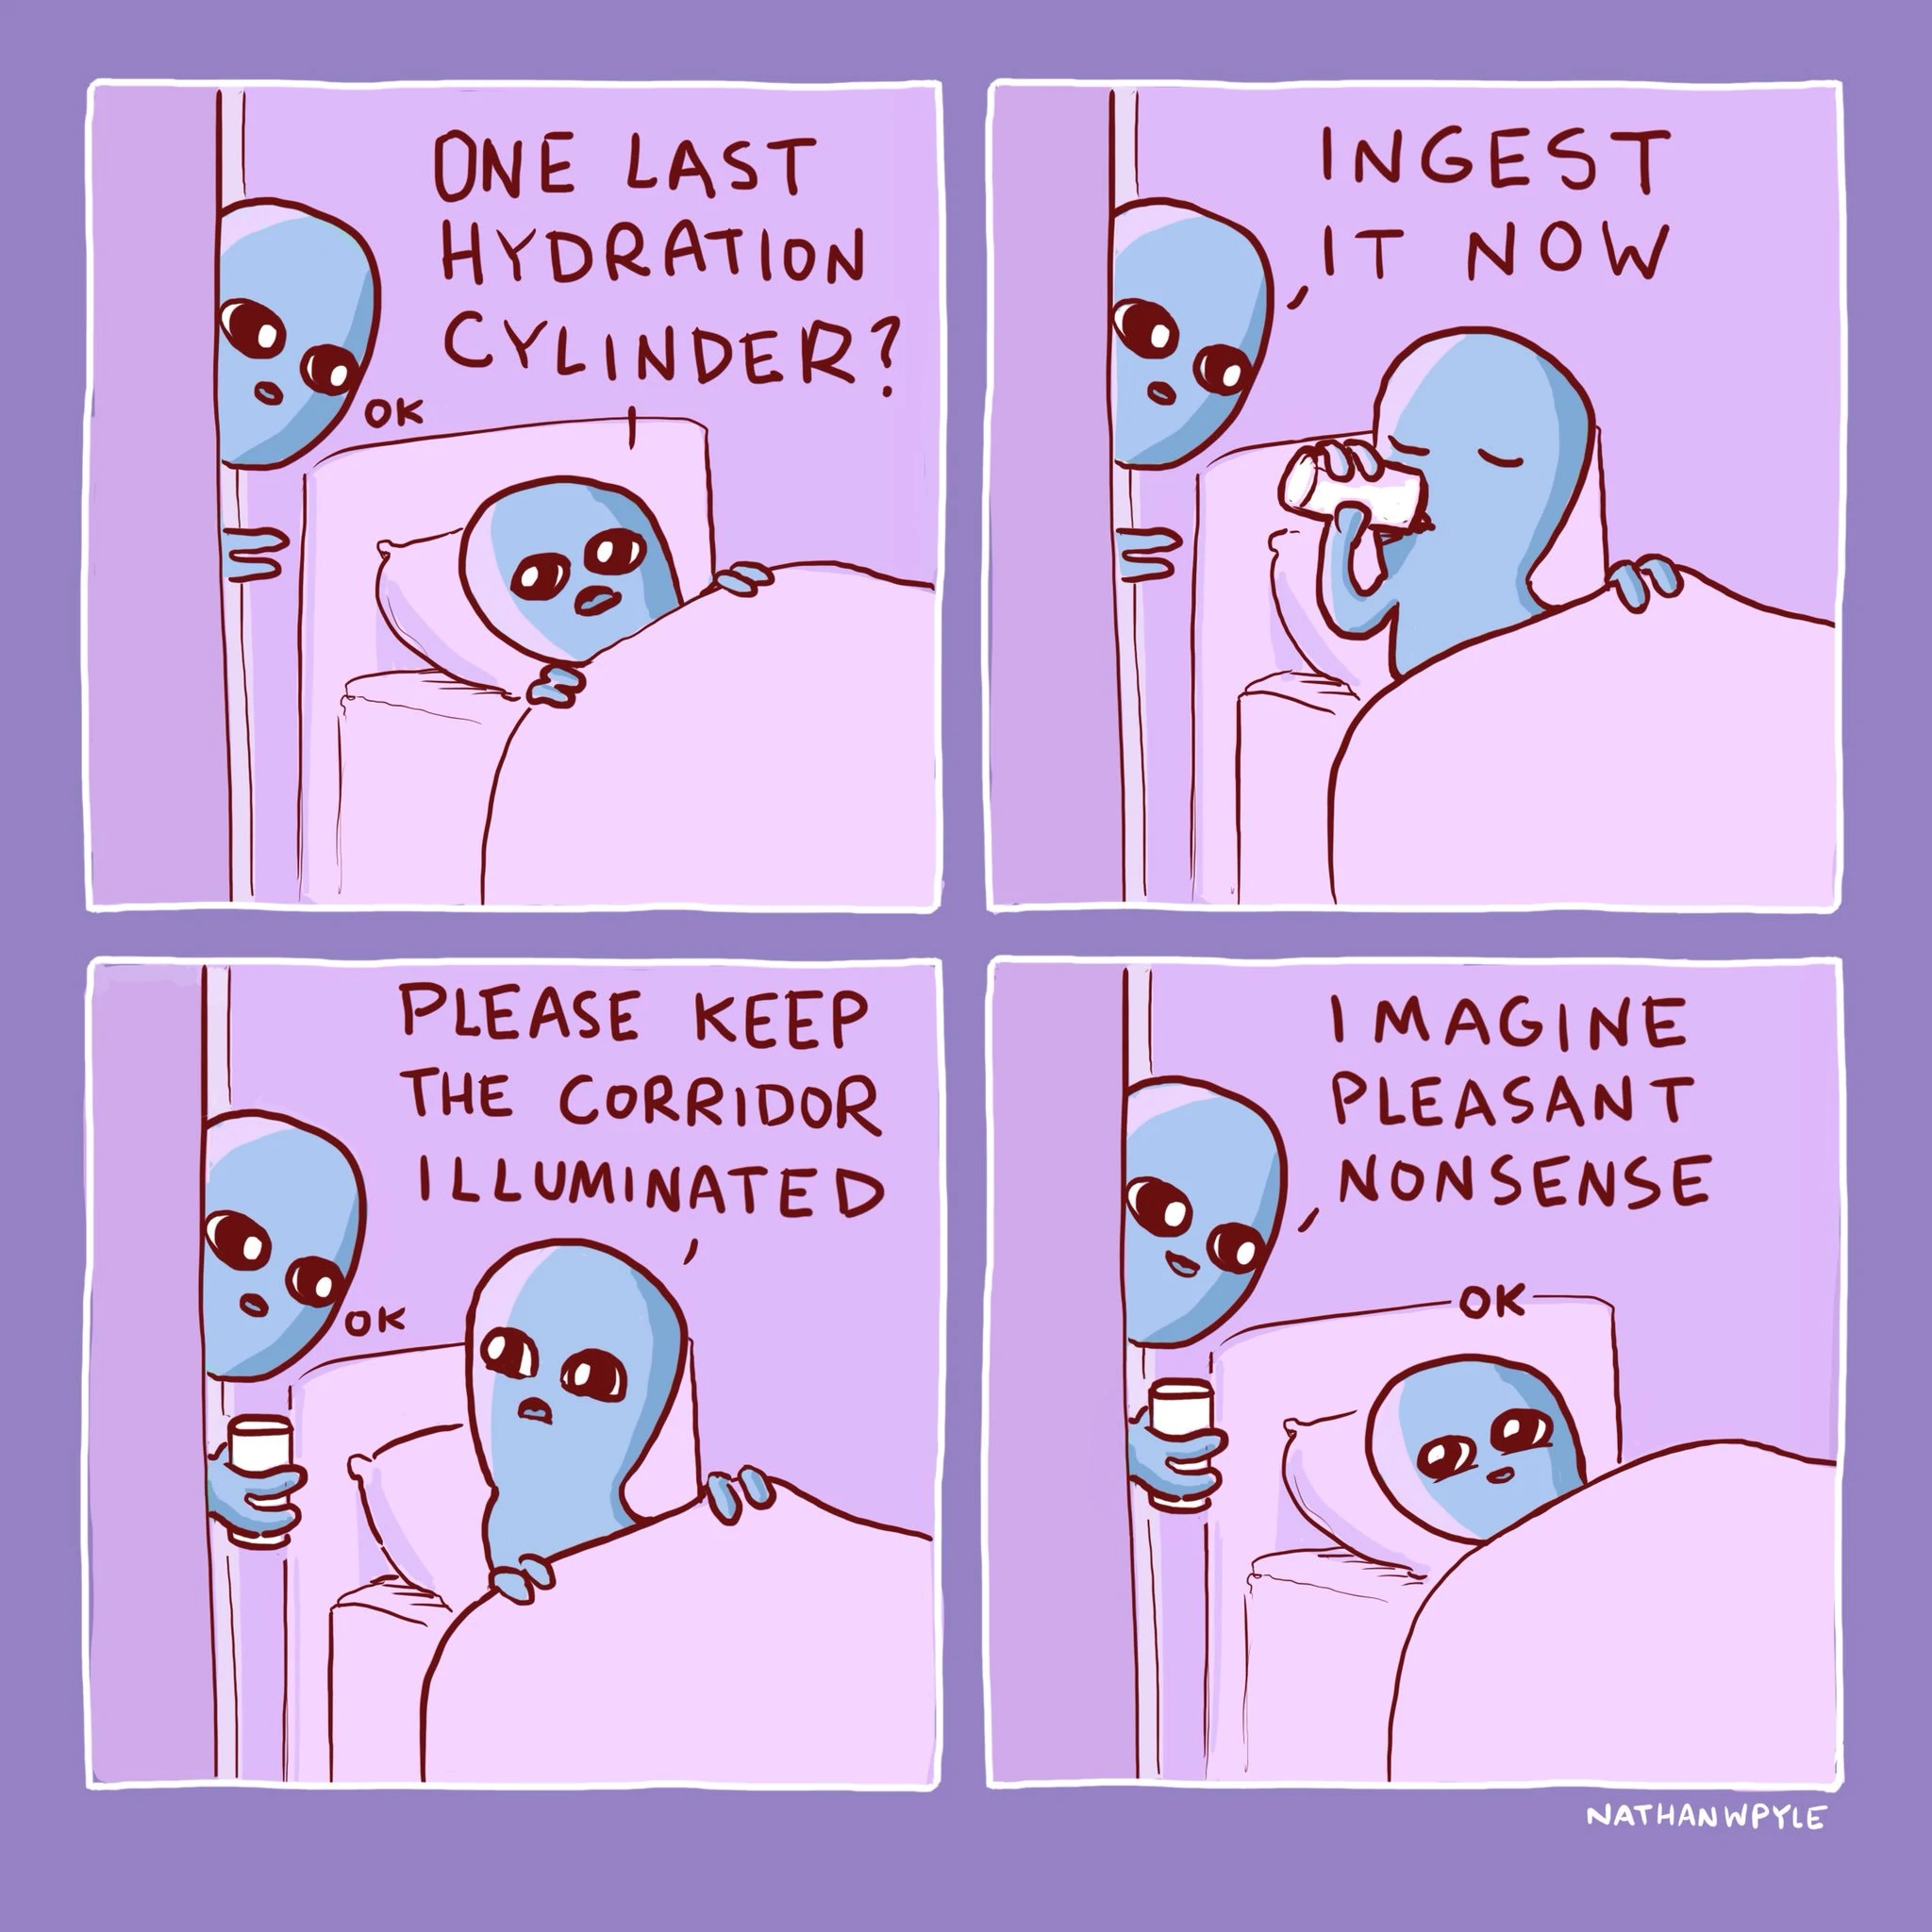 ONE LAST
HYDRATION
CYLINDER?
OK
INGEST
IT NOW
PLEASE KEEP
THE CORRIDOR
ILLUMINATED
OK
IMAGINE
PLEASANT
NONSENSE
OK
NATHANWPYLE